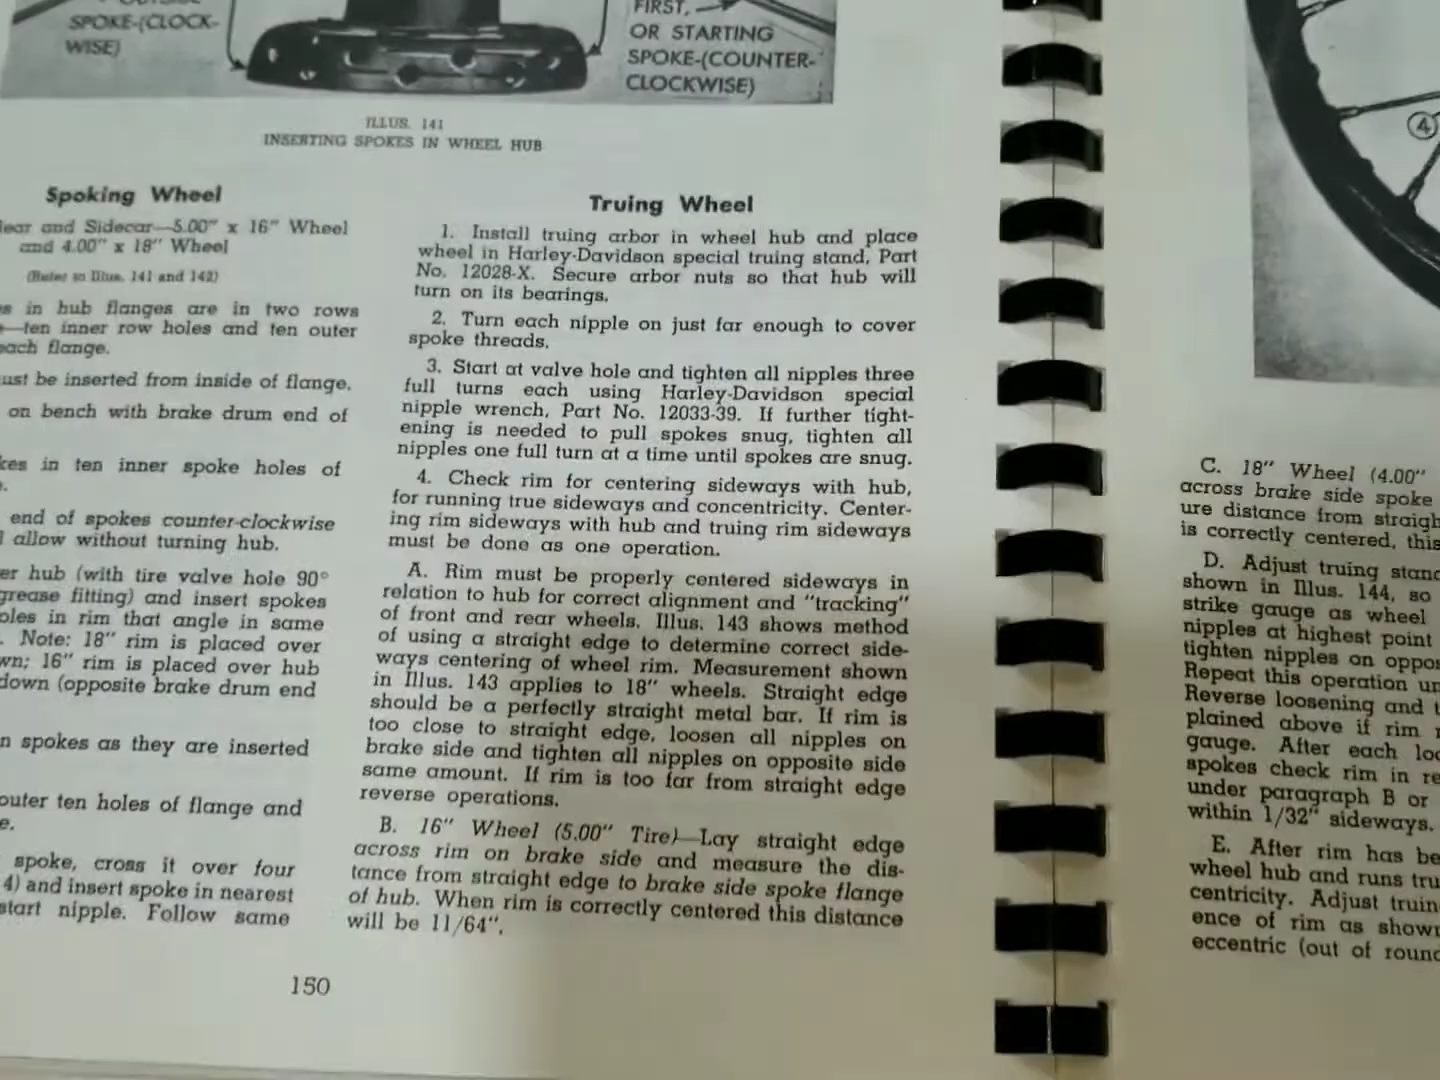 SPOKE-(CLOCK-
WISE)
FIRST,
OR STARTING
SPOKE-(COUNTER-
CLOCKWISE)
ILLUS. 141
INSERTING SPOKES IN WHEEL HUB
Spoking Wheel
and Sidecar—5.00" x 16" Wheel
and 4.00" x 18" Wheel
(Refer to Illus. 141 and 142)
in hub flanges are in two rows
—ten inner row holes and ten outer
each flange.
must be inserted from inside of flange.
on bench with brake drum end of
in ten inner spoke holes of
end of spokes counter-clockwise
allow without turning hub.
hub (with tire valve hole 90°
grease fitting) and insert spokes
in rim that angle in same
. Note: 18" rim is placed over
16" rim is placed over hub
down (opposite brake drum end
spokes as they are inserted
outer ten holes of flange and
spoke, cross it over four
4) and insert spoke in nearest
start nipple. Follow same
150
Truing Wheel
1. Install truing arbor in wheel hub and place
wheel in Harley-Davidson special truing stand, Part
No. 12028-X. Secure arbor nuts so that hub will
turn on its bearings.
2. Turn each nipple on just far enough to cover
spoke threads.
3. Start at valve hole and tighten all nipples three
full turns each using Harley-Davidson special
nipple wrench, Part No. 12033-39. If further tight-
ening is needed to pull spokes snug, tighten all
nipples one full turn at a time until spokes are snug.
4. Check rim for centering sideways with hub,
for running true sideways and concentricity. Center-
ing rim sideways with hub and truing rim sideways
must be done as one operation.
A. Rim must be properly centered sideways in
relation to hub for correct alignment and "tracking"
of front and rear wheels. Illus. 143 shows method
of using a straight edge to determine correct side-
ways centering of wheel rim. Measurement shown
in Illus. 143 applies to 18" wheels. Straight edge
should be a perfectly straight metal bar. If rim is
too close to straight edge, loosen all nipples on
brake side and tighten all nipples on opposite side
same amount. If rim is too far from straight edge
reverse operations.
B. 16" Wheel (5.00" Tire)—Lay straight edge
across rim on brake side and measure the dis-
tance from straight edge to brake side spoke flange
of hub. When rim is correctly centered this distance
will be 11/64".
4
C. 18" Wheel (4.00"
across brake side spoke
ure distance from
is correctly centered, this
D. Adjust truing
shown in Illus. 144, so
strike gauge as wheel
nipples at highest point
tighten nipples on
Repeat this operation
Reverse loosening and
plained above if rim
gauge. After each
spokes check rim in
under paragraph B or
within 1/32" sideways.
E. After rim has
wheel hub and runs
centricity. Adjust
ence of rim as
eccentric (out of